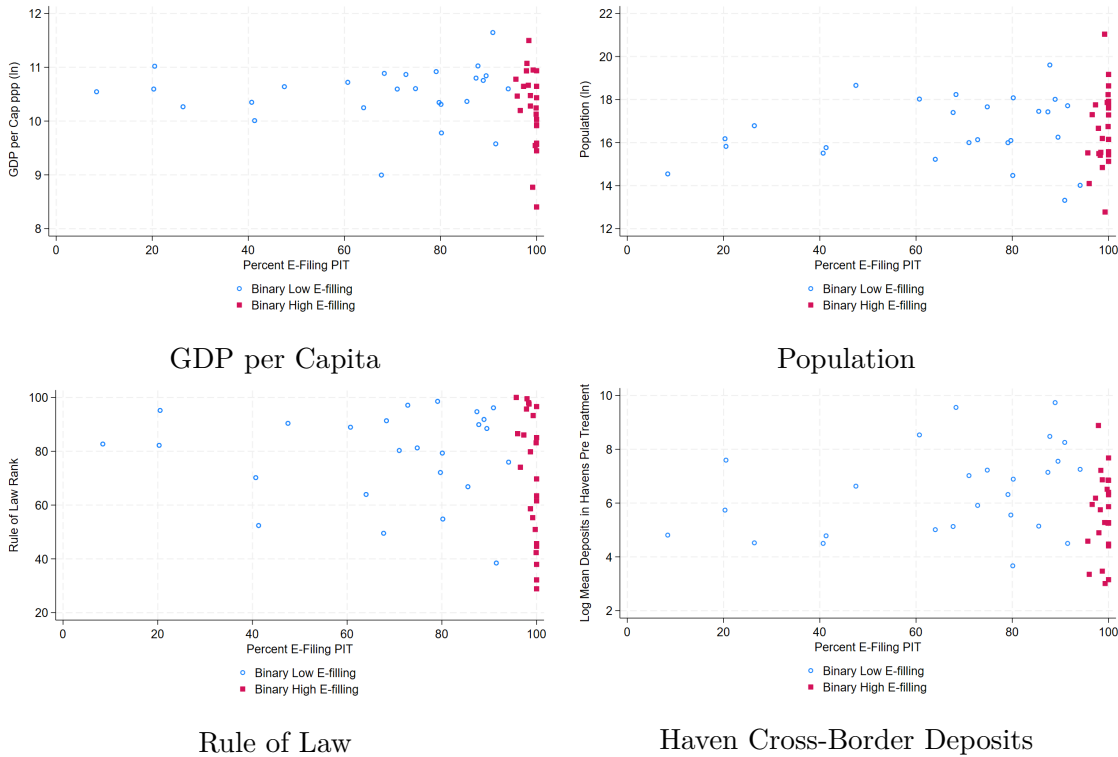 12
11
10
9
8
GDP per Cap ppp (ln)
0 20 40 60 80 100
Percent E-Filing PIT
Binary Low E-filling
Binary High E-filling
GDP per Capita
22
20
18
16
14
12
Population (ln)
0 20 40 60 80 100
Percent E-Filing PIT
Binary Low E-filling
Binary High E-filling
Population
100
80
60
40
20
Rule of Law Rank
0 20 40 60 80 100
Percent E-Filing PIT
Binary Low E-filling
Binary High E-filling
Rule of Law
10
8
6
4
2
Log Mean Deposits in Havens Pre Treatment
0 20 40 60 80 100
Percent E-Filing PIT
Binary Low E-filling
Binary High E-filling
Haven Cross-Border Deposits